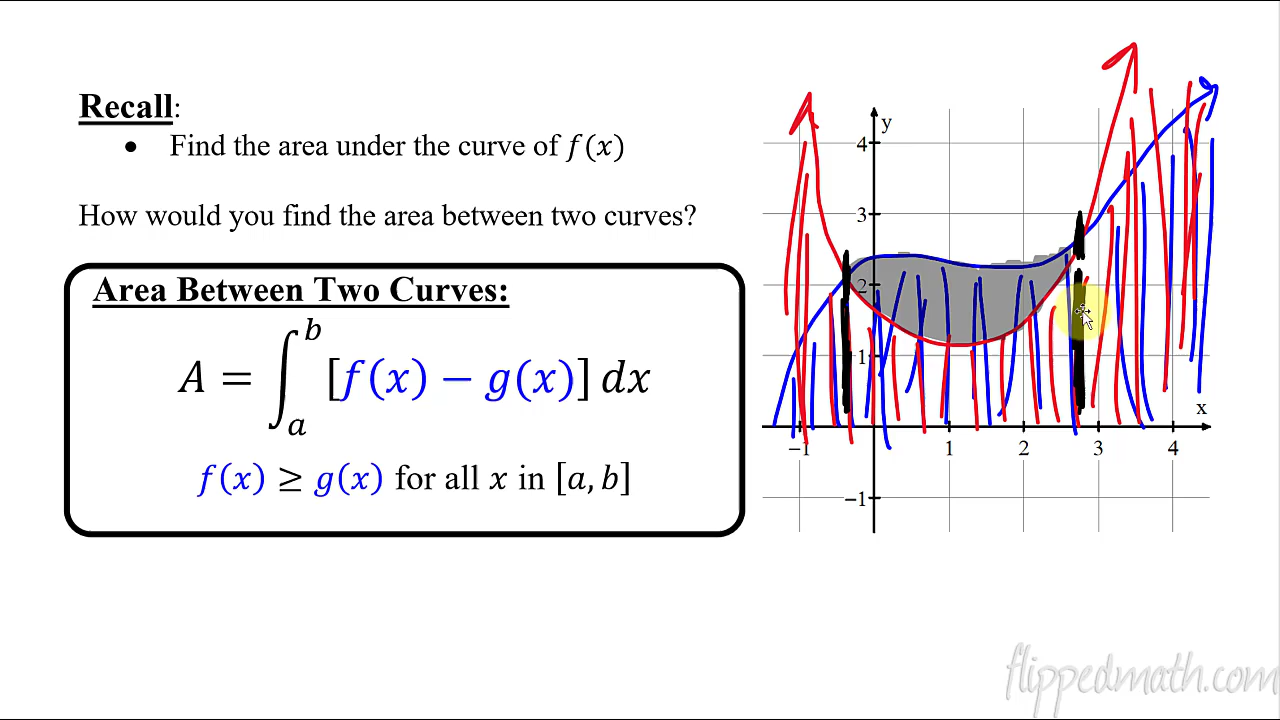 Recall:
• Find the area under the curve of f(x)
How would you find the area between two curves?
Area Between Two Curves:
A = ∫_a^b [f(x) − g(x)] dx
f(x) ≥ g(x) for all x in [a, b]
y
4
3
2
1
x
−1 1 2 3 4
−1
flippedmath.com